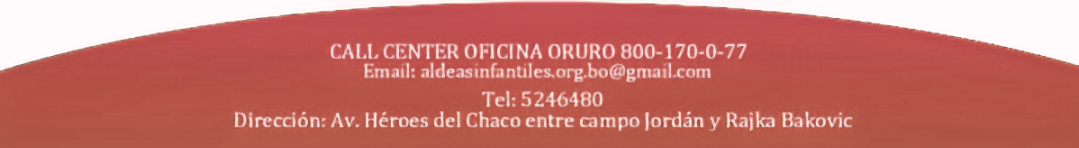 CALL CENTER OFICINA ORURO 800-170-0-77
Email: aldeasinfantiles.org.bo@gmail.com
Tel: 5246480
Dirección: Av. Héroes del Chaco entre campo Jordán y Rajka Bakovic